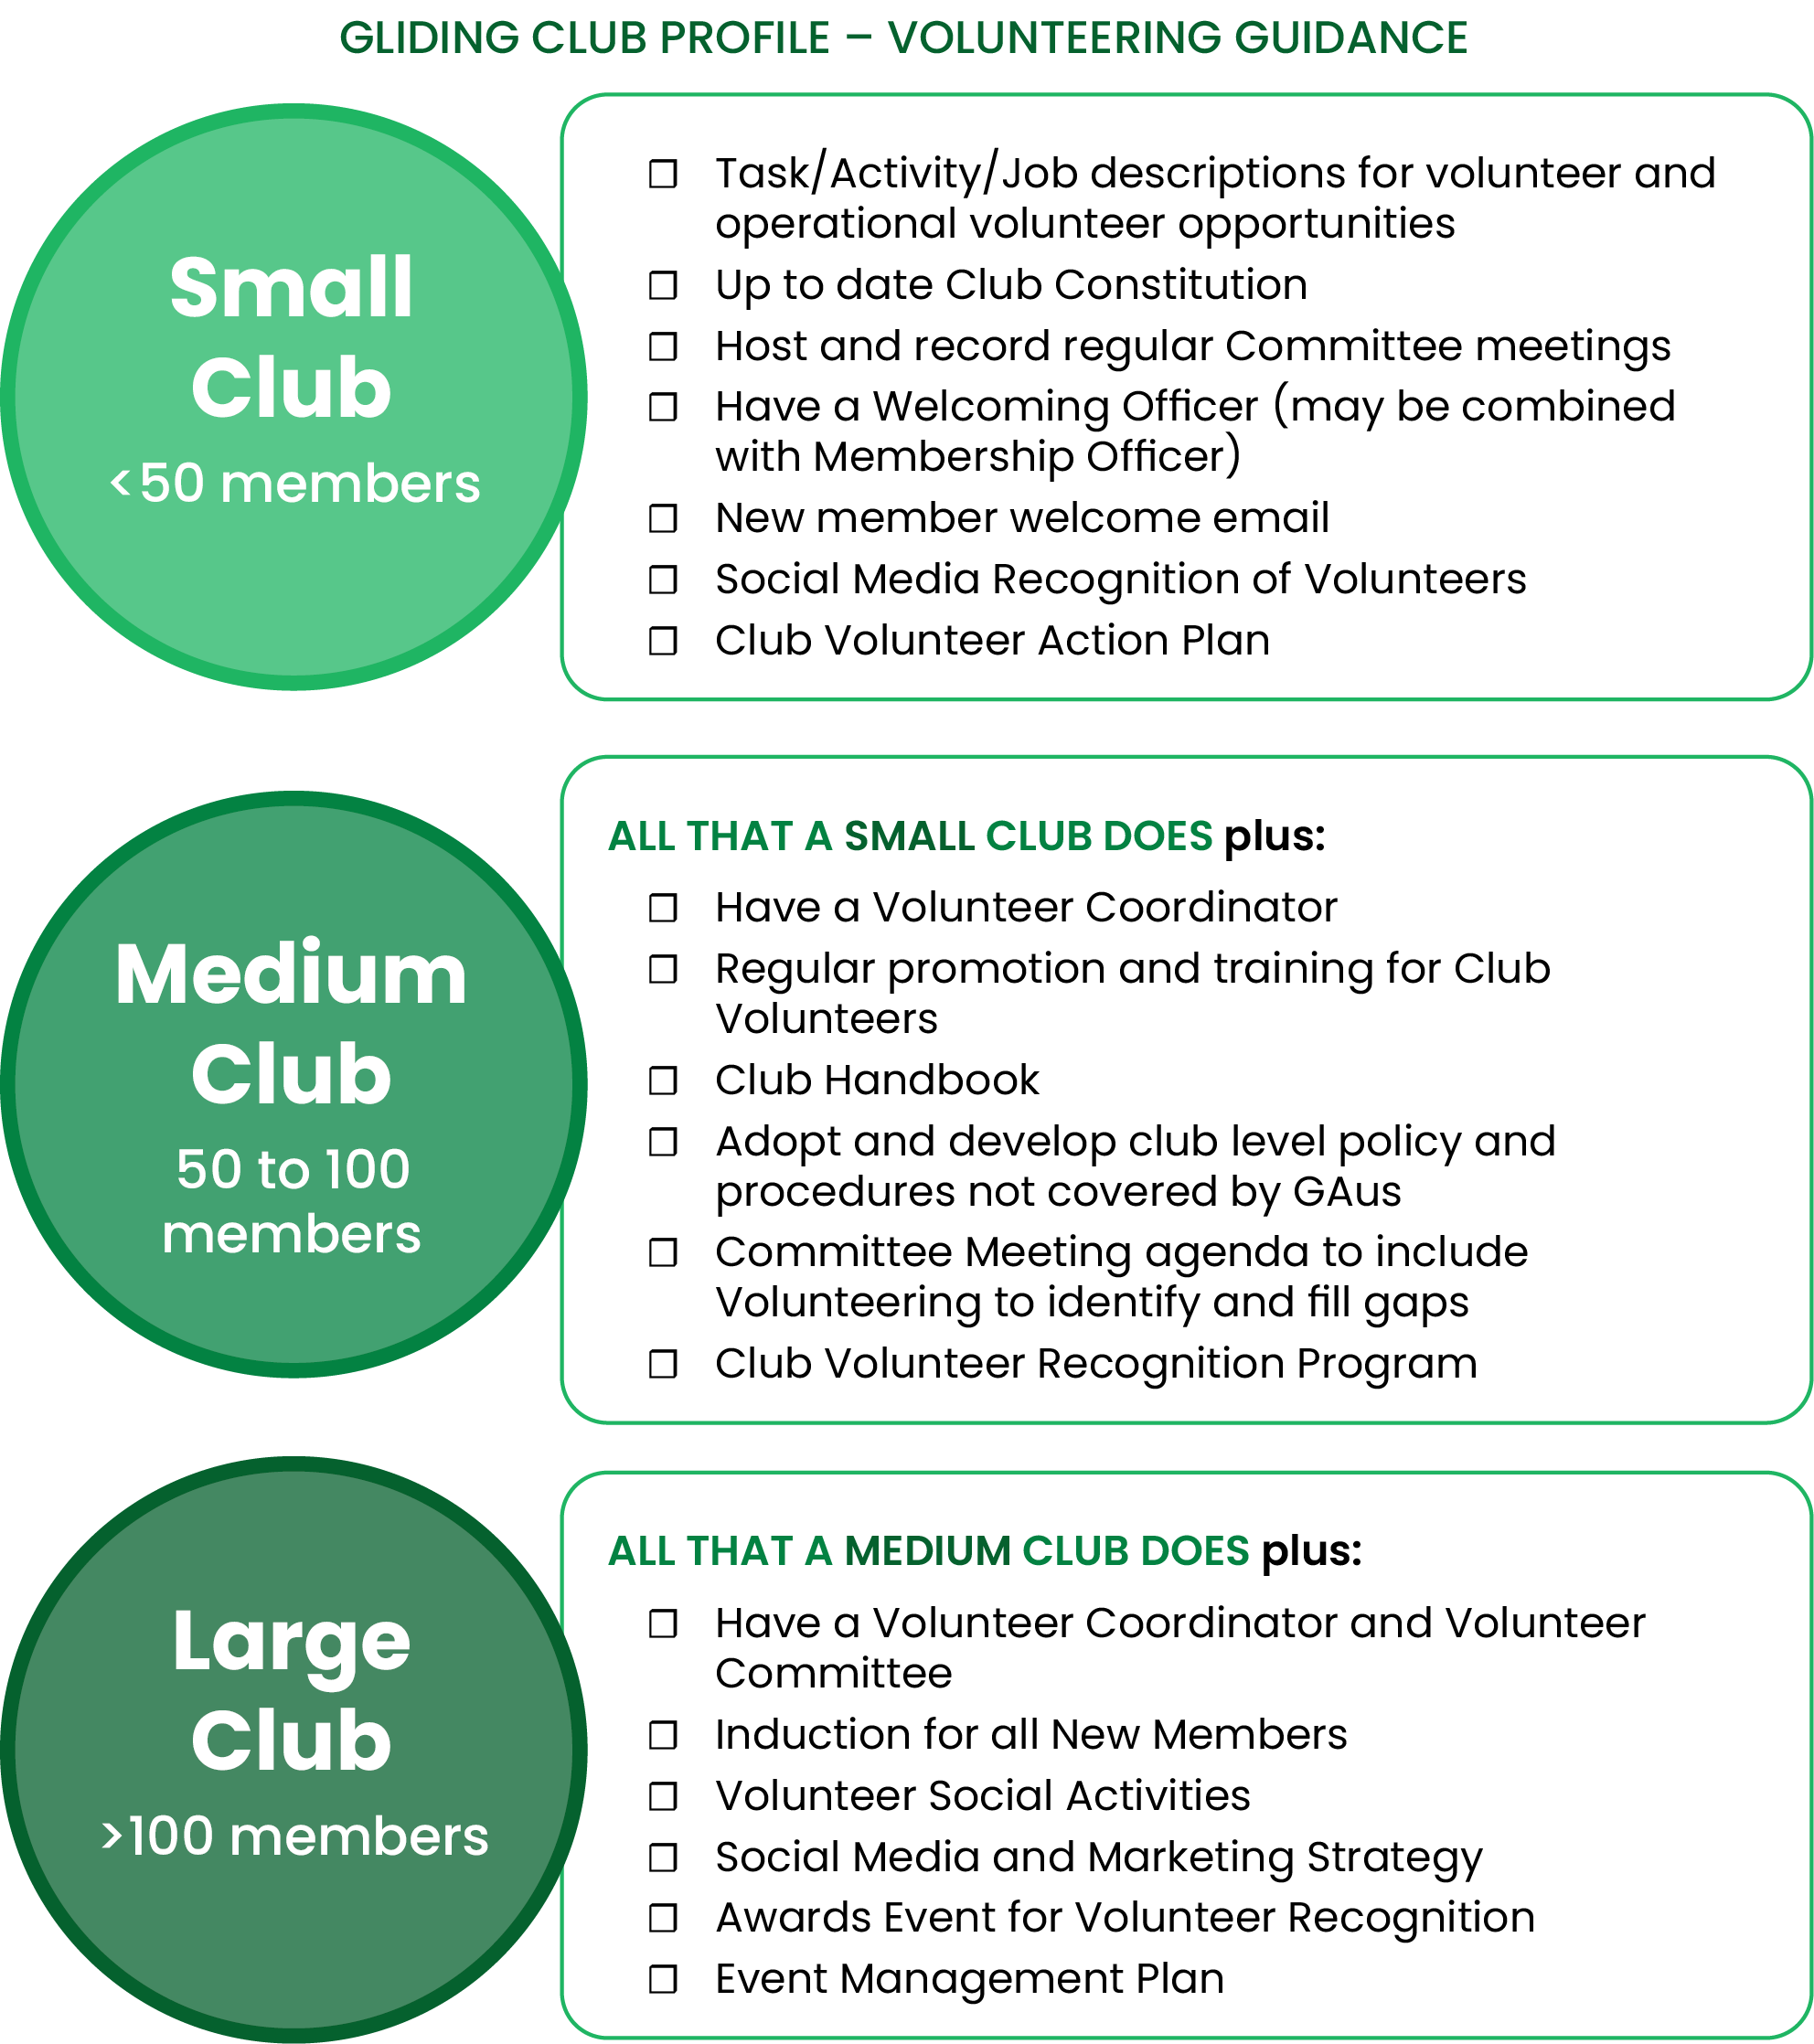 GLIDING CLUB PROFILE – VOLUNTEERING GUIDANCE
Small
Club
<50 members
❐ Task/Activity/Job descriptions for volunteer and
operational volunteer opportunities
❐ Up to date Club Constitution
❐ Host and record regular Committee meetings
❐ Have a Welcoming Officer (may be combined
with Membership Officer)
❐ New member welcome email
❐ Social Media Recognition of Volunteers
❐ Club Volunteer Action Plan
Medium
Club
50 to 100
members
ALL THAT A SMALL CLUB DOES plus:
❐ Have a Volunteer Coordinator
❐ Regular promotion and training for Club
Volunteers
❐ Club Handbook
❐ Adopt and develop club level policy and
procedures not covered by GAus
❐ Committee Meeting agenda to include
Volunteering to identify and fill gaps
❐ Club Volunteer Recognition Program
Large
Club
>100 members
ALL THAT A MEDIUM CLUB DOES plus:
❐ Have a Volunteer Coordinator and Volunteer
Committee
❐ Induction for all New Members
❐ Volunteer Social Activities
❐ Social Media and Marketing Strategy
❐ Awards Event for Volunteer Recognition
❐ Event Management Plan